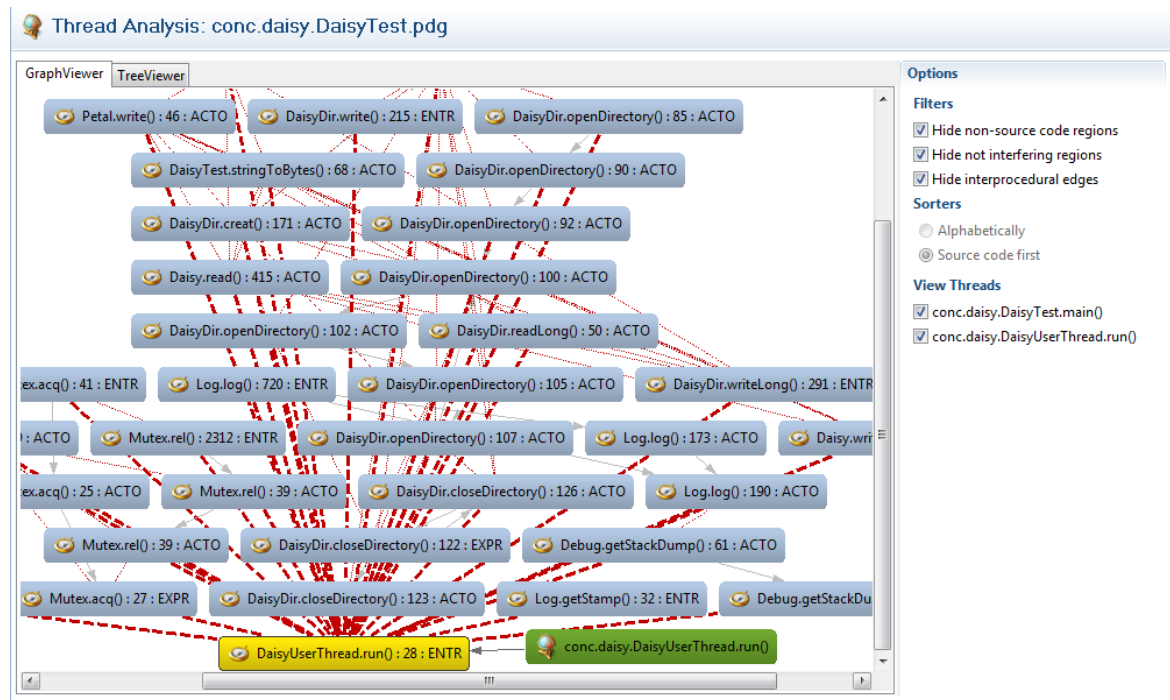 Thread Analysis: conc.daisy.DaisyTest.pdg
GraphViewer
TreeViewer
Petal.write() : 46 : ACTO
DaisyDir.write() : 215 : ENTR
DaisyDir.openDirectory() : 85 : ACTO
DaisyTest.stringToBytes() : 68 : ACTO
DaisyDir.openDirectory() : 90 : ACTO
DaisyDir.creat() : 171 : ACTO
DaisyDir.openDirectory() : 92 : ACTO
Daisy.read() : 415 : ACTO
DaisyDir.openDirectory() : 100 : ACTO
DaisyDir.openDirectory() : 102 : ACTO
DaisyDir.readLong() : 50 : ACTO
tex.acq() : 41 : ENTR
Log.log() : 720 : ENTR
DaisyDir.openDirectory() : 105 : ACTO
DaisyDir.writeLong() : 291 : ENTR
: ACTO
Mutex.rel() : 2312 : ENTR
DaisyDir.openDirectory() : 107 : ACTO
Log.log() : 173 : ACTO
Daisy.wri
ex.acq() : 25 : ACTO
Mutex.rel() : 39 : ACTO
DaisyDir.closeDirectory() : 126 : ACTO
Log.log() : 190 : ACTO
Mutex.rel() : 39 : ACTO
DaisyDir.closeDirectory() : 122 : EXPR
Debug.getStackDump() : 61 : ACTO
Mutex.acq() : 27 : EXPR
DaisyDir.closeDirectory() : 123 : ACTO
Log.getStamp() : 32 : ENTR
Debug.getStackDu
DaisyUserThread.run() : 28 : ENTR
conc.daisy.DaisyUserThread.run()
Options
Filters
Hide non-source code regions
Hide not interfering regions
Hide interprocedural edges
Sorters
Alphabetically
Source code first
View Threads
conc.daisy.DaisyTest.main()
conc.daisy.DaisyUserThread.run()